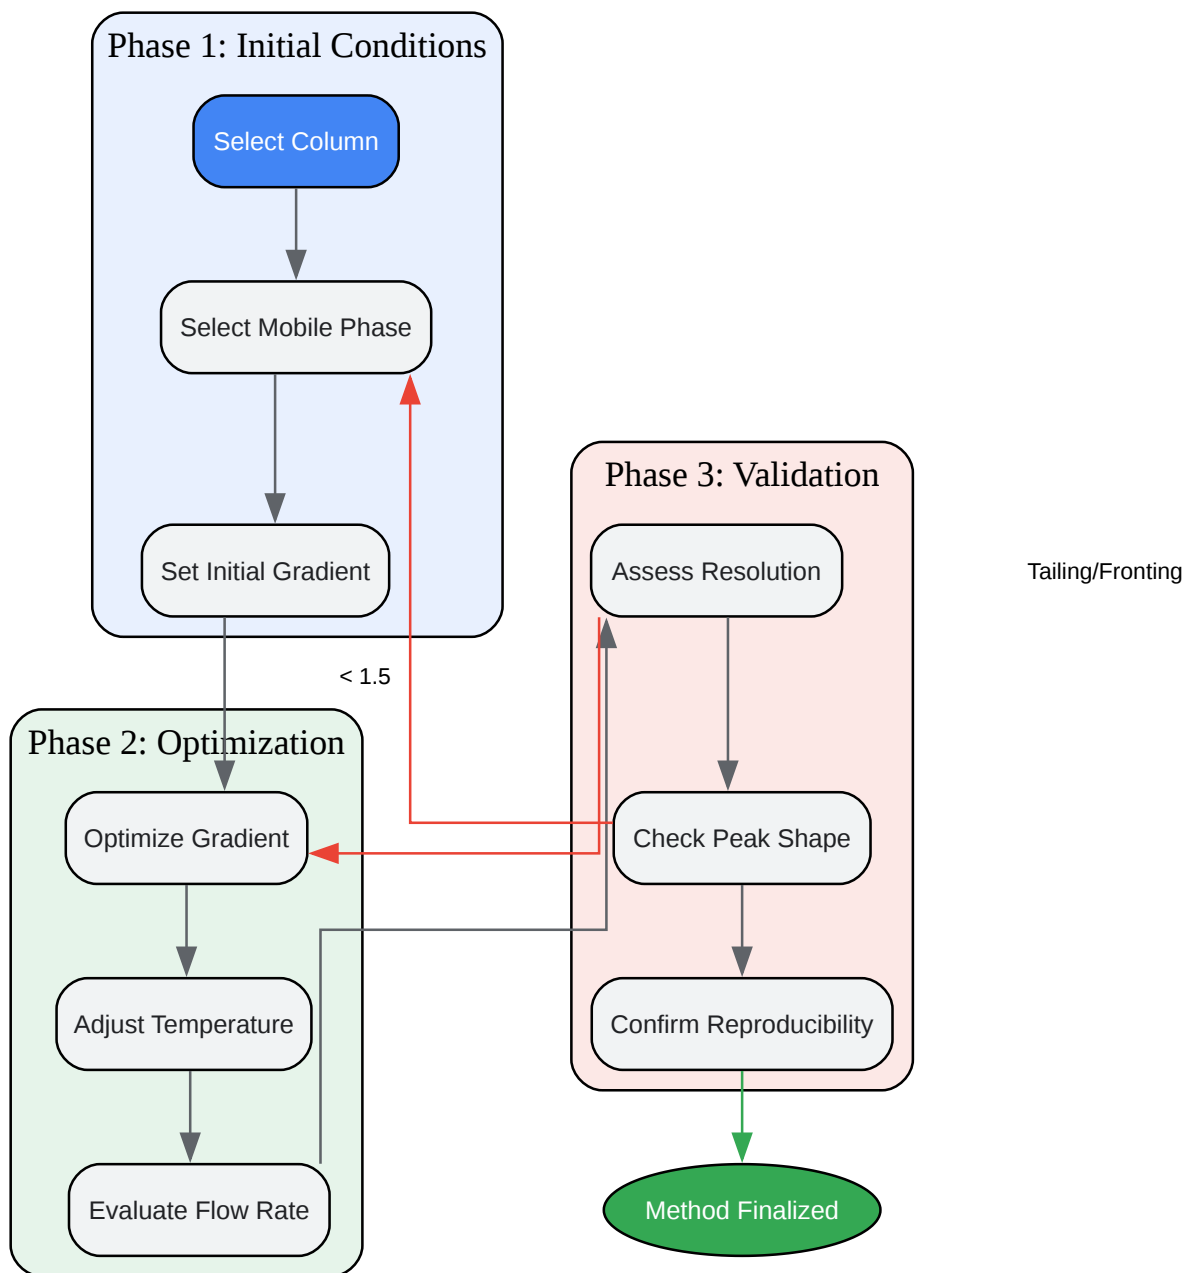 Phase 1: Initial Conditions
Select Column
Select Mobile Phase
Set Initial Gradient
< 1.5
Phase 2: Optimization
Optimize Gradient
Adjust Temperature
Evaluate Flow Rate
Phase 3: Validation
Assess Resolution
Tailing/Fronting
Check Peak Shape
Confirm Reproducibility
Method Finalized